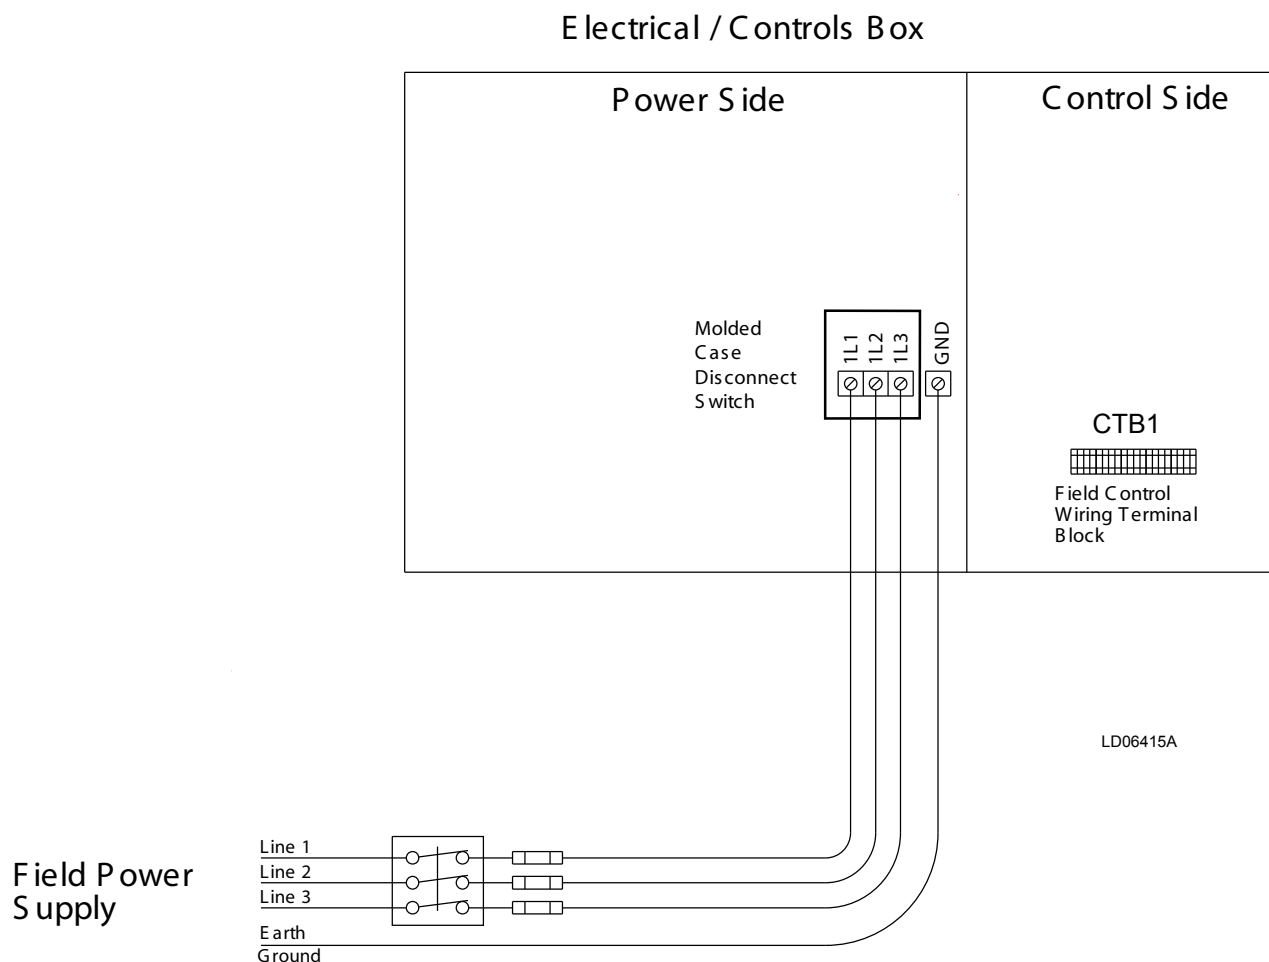 Electrical / Controls Box
Power Side
Control Side
Molded
Case
Disconnect
Switch
1L1
1L2
1L3
GND
CTB1
Field Control
Wiring Terminal
Block
LD06415A
Field Power
Supply
Line 1
Line 2
Line 3
Earth
Ground